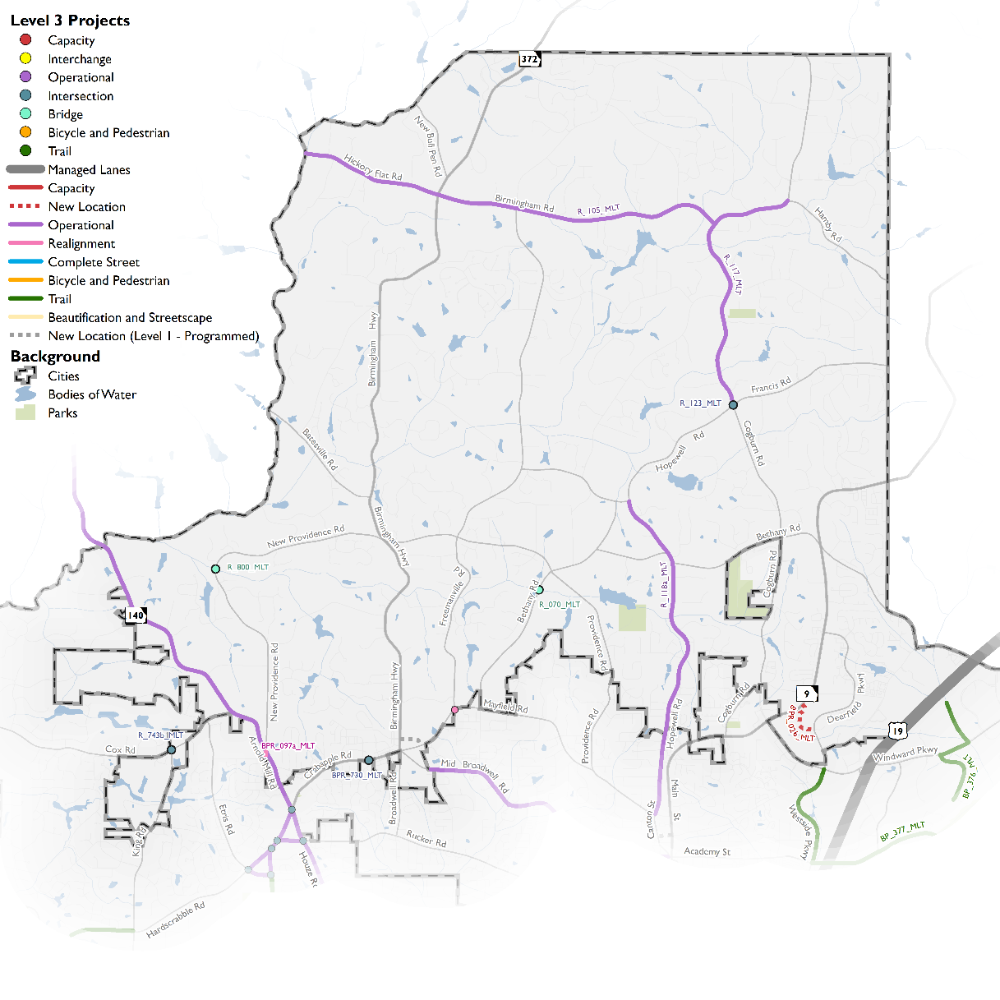 Level 3 Projects
Capacity
Interchange
Operational
Intersection
Bridge
Bicycle and Pedestrian
Trail
Managed Lanes
Capacity
New Location
Operational
Realignment
Complete Street
Bicycle and Pedestrian
Trail
Beautification and Streetscape
New Location (Level 1 - Programmed)
Background
Cities
Bodies of Water
Parks
372
New Bull Pen Rd
Hickory Flat Rd
Birmingham Rd
R_105_MLT
Hamby Rd
R_117_MLT
Birmingham Hwy
Francis Rd
R_123_MLT
Batesville Rd
Hopewell Rd
Cogburn Rd
Birmingham Hwy
New Providence Rd
Bethany Rd
R_800_MLT
Freemanville Rd
Bethany Rd
R_070_MLT
R_118a_MLT
Cogburn Rd
140
Providence Rd
New Providence Rd
Birmingham Hwy
Mayfield Rd
Cogburn Rd
9
Deerfield Pkwy
BPR_026_MLT
19
R_743b_MLT
Cox Rd
BPR_097a_MLT
Arnold Mill Rd
Crabapple Rd
BPR_730_MLT
Broadwell Rd
Mid Broadwell Rd
Providence Rd
Hopewell Rd
Windward Pkwy
BP_376_MLT
Main St
Canton St
Westside Pkwy
BP_377_MLT
Etris Rd
King Rd
Rucker Rd
Houze Rd
Academy St
Hardscrabble Rd